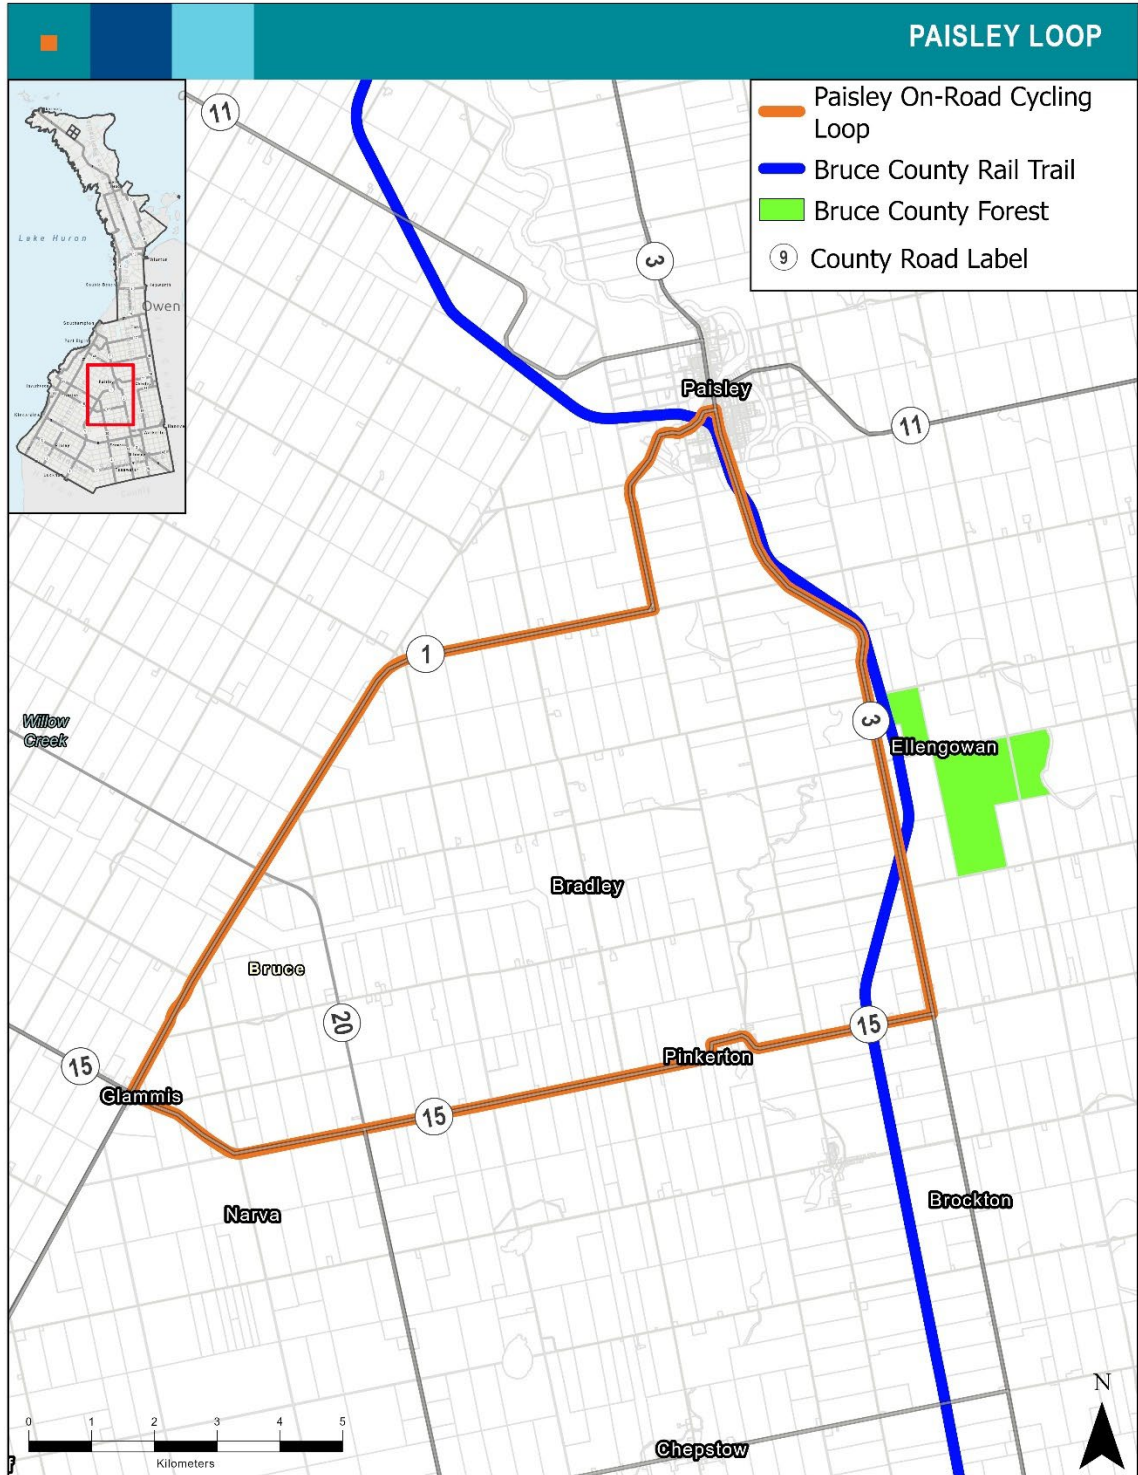 PAISLEY LOOP
Paisley On-Road Cycling
Loop
Bruce County Rail Trail
Bruce County Forest
9 County Road Label
Lake Huron
Owen
11
3
Paisley
11
1
Willow
Creek
3
Ellengowan
Bradley
Bruce
20
15
15
Pinkerton
Glammis
15
Narva
Brockton
N
0 1 2 3 4 5
Kilometers
Chepstow